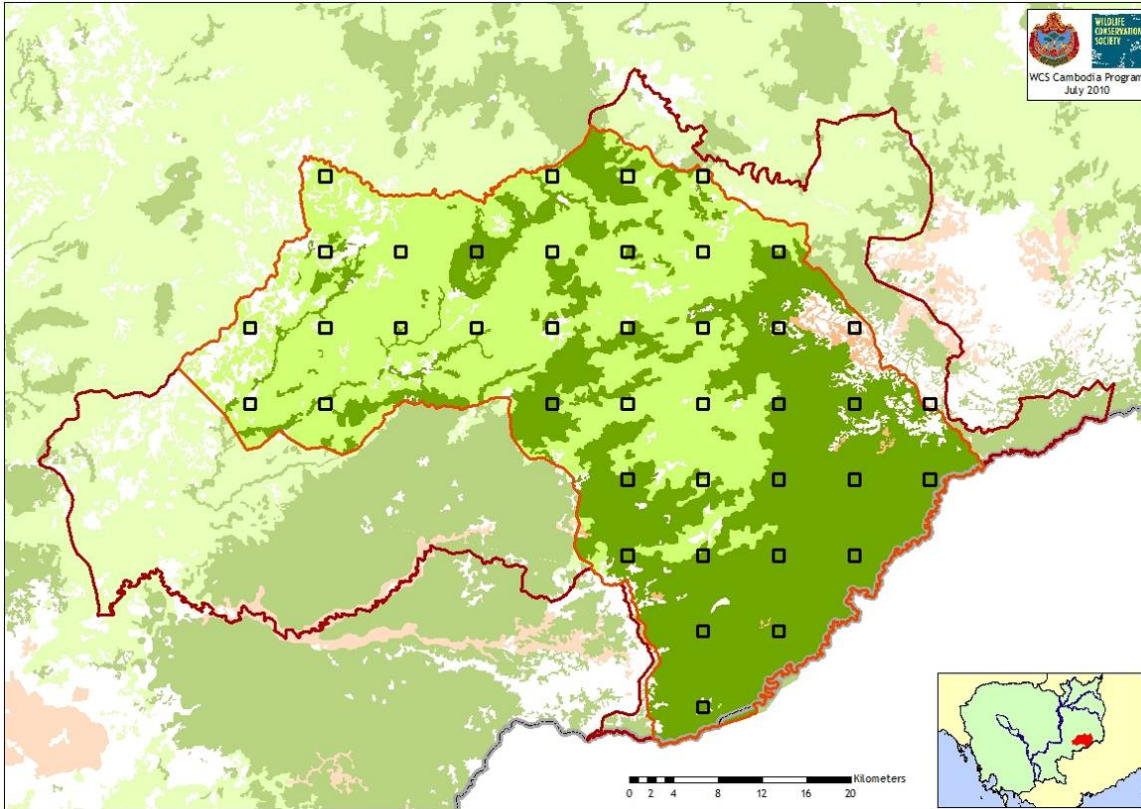 WILDLIFE
CONSERVATION
SOCIETY
WCS Cambodia Program
July 2010
Kilometers
0 2 4 8 12 16 20